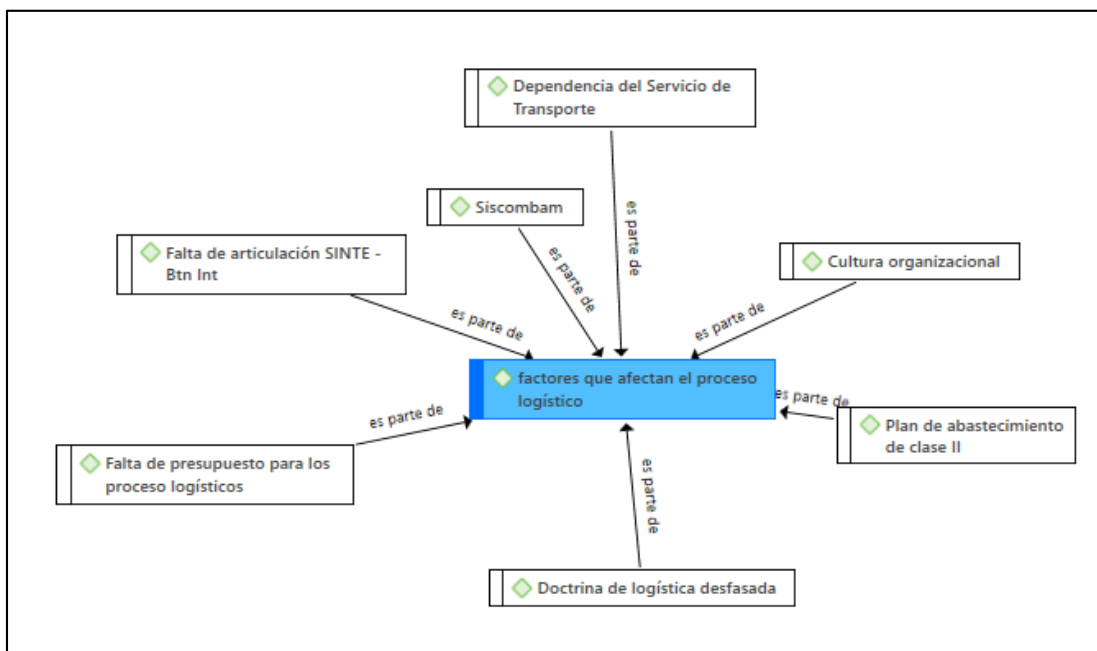 Dependencia del Servicio de
Transporte
es parte de
Siscombam
es parte de
Falta de articulación SINTE -
Btn Int
es parte de
Cultura organizacional
es parte de
factores que afectan el proceso
logístico
es parte de
Plan de abastecimiento
de clase II
es parte de
Falta de presupuesto para los
proceso logísticos
es parte de
Doctrina de logística desfasada